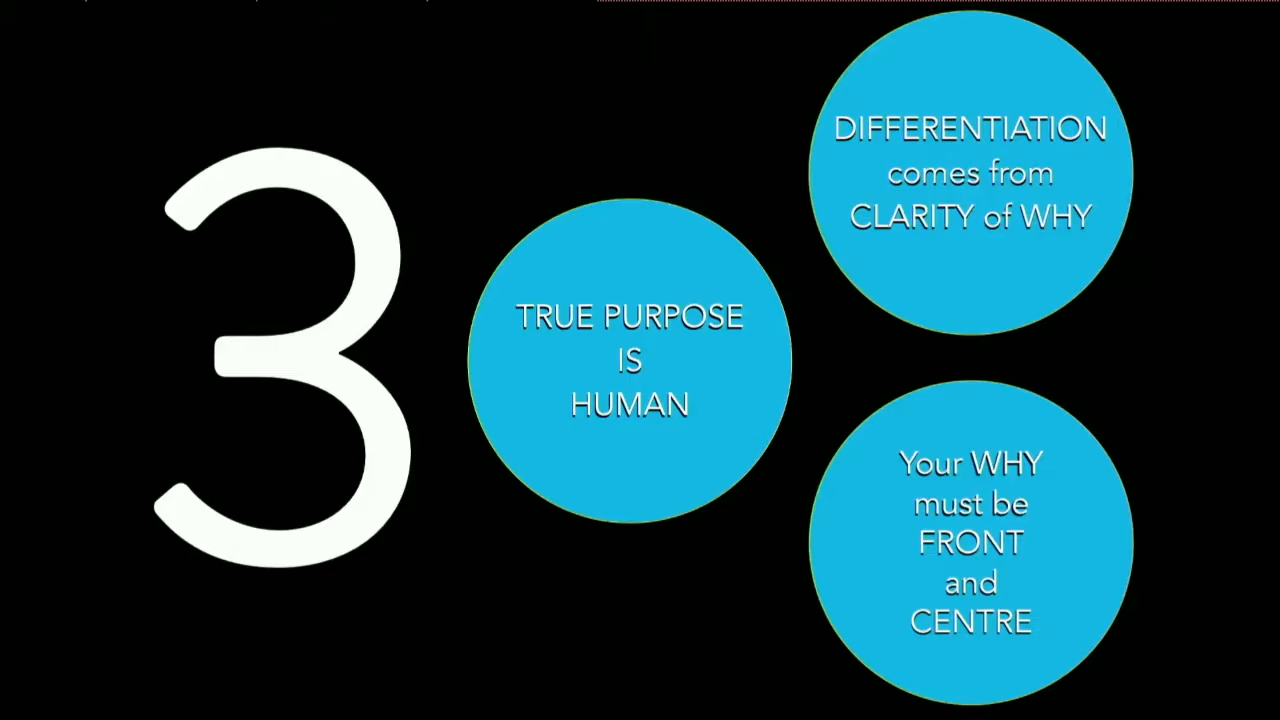 3
TRUE PURPOSE
IS
HUMAN
DIFFERENTIATION
comes from
CLARITY of WHY
Your WHY
must be
FRONT
and
CENTRE